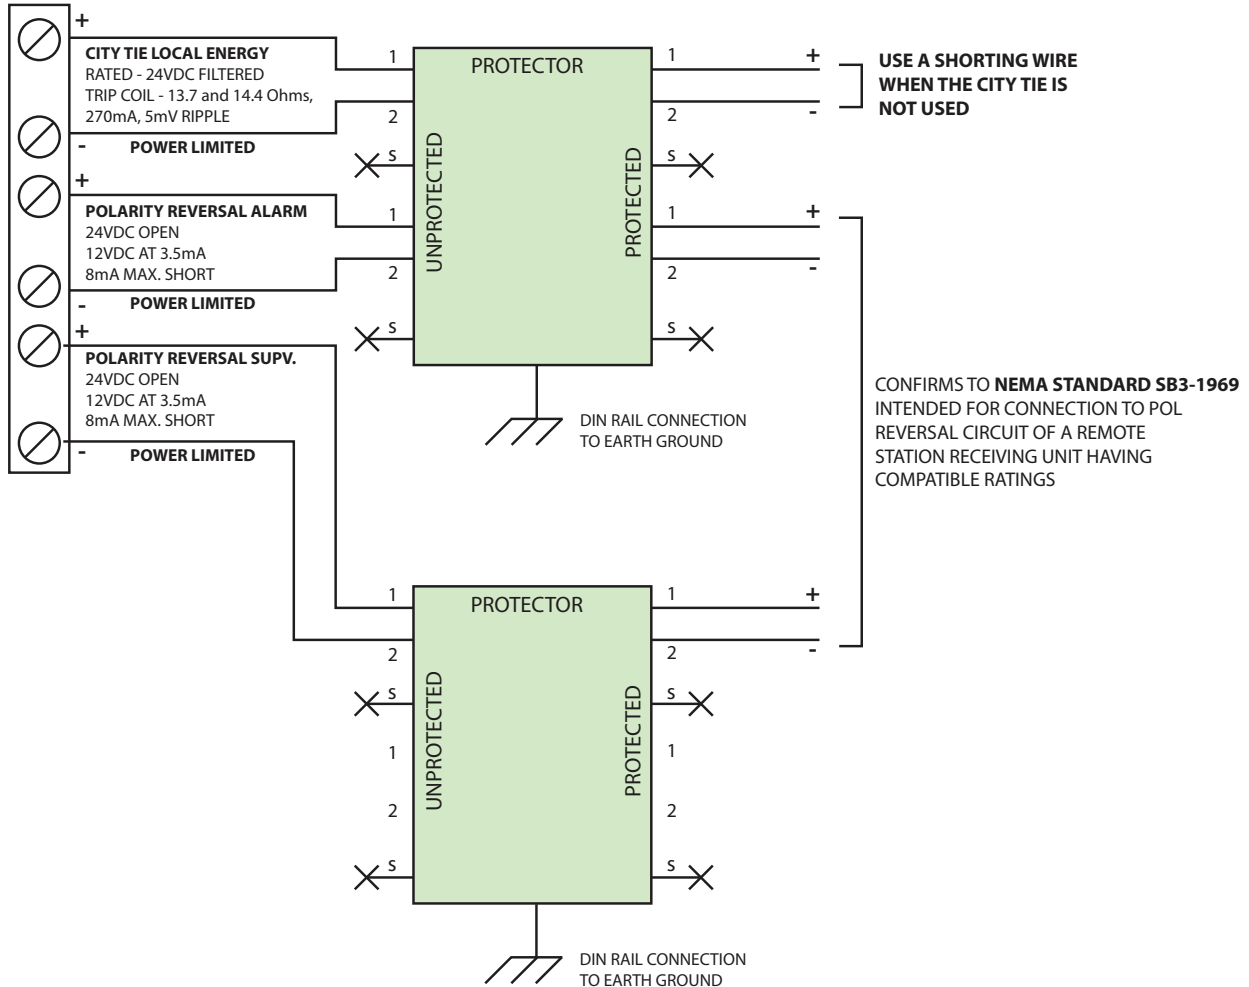 +
CITY TIE LOCAL ENERGY
RATED - 24VDC FILTERED
TRIP COIL - 13.7 and 14.4 Ohms,
270mA, 5mV RIPPLE
-
POWER LIMITED
+
POLARITY REVERSAL ALARM
24VDC OPEN
12VDC AT 3.5mA
8mA MAX. SHORT
-
POWER LIMITED
+
POLARITY REVERSAL SUPV.
24VDC OPEN
12VDC AT 3.5mA
8mA MAX. SHORT
-
POWER LIMITED
1
2
S
1
2
S
PROTECTOR
UNPROTECTED
PROTECTED
1
2
S
1
2
S
+
-
+
-
USE A SHORTING WIRE
WHEN THE CITY TIE IS
NOT USED
DIN RAIL CONNECTION
TO EARTH GROUND
CONFIRMS TO NEMA STANDARD SB3-1969
INTENDED FOR CONNECTION TO POL
REVERSAL CIRCUIT OF A REMOTE
STATION RECEIVING UNIT HAVING
COMPATIBLE RATINGS
1
2
S
1
2
S
PROTECTOR
UNPROTECTED
PROTECTED
1
2
S
1
2
S
+
-
DIN RAIL CONNECTION
TO EARTH GROUND